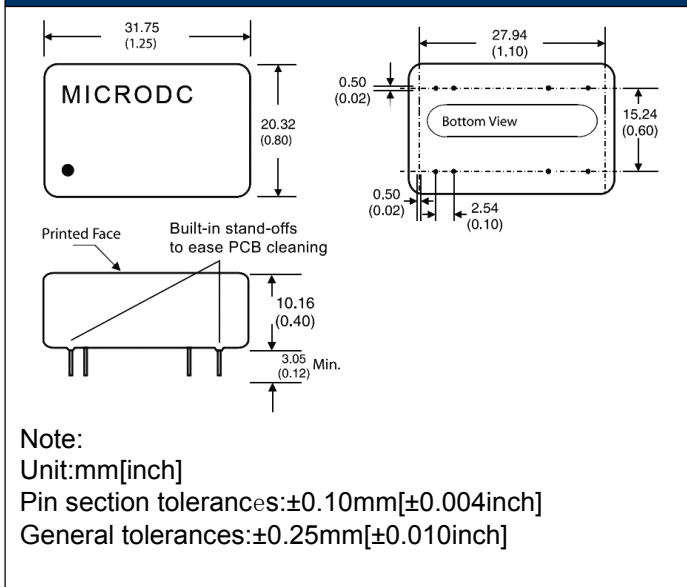 31.75
(1.25)
MICRODC
20.32
(0.80)
27.94
(1.10)
0.50
(0.02)
Bottom View
15.24
(0.60)
0.50
(0.02)
2.54
(0.10)
Printed Face
Built-in stand-offs
to ease PCB cleaning
10.16
(0.40)
3.05
(0.12) Min.
Note:
Unit:mm[inch]
Pin section tolerances:±0.10mm[±0.004inch]
General tolerances:±0.25mm[±0.010inch]